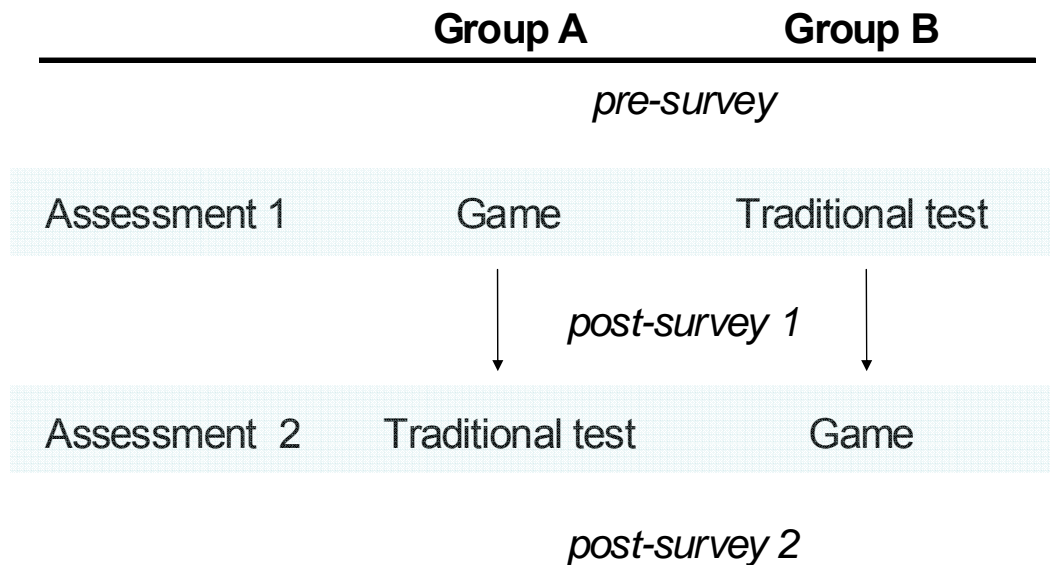 Group A Group B
pre-survey
Assessment 1 Game Traditional test
post-survey 1
Assessment 2 Traditional test Game
post-survey 2